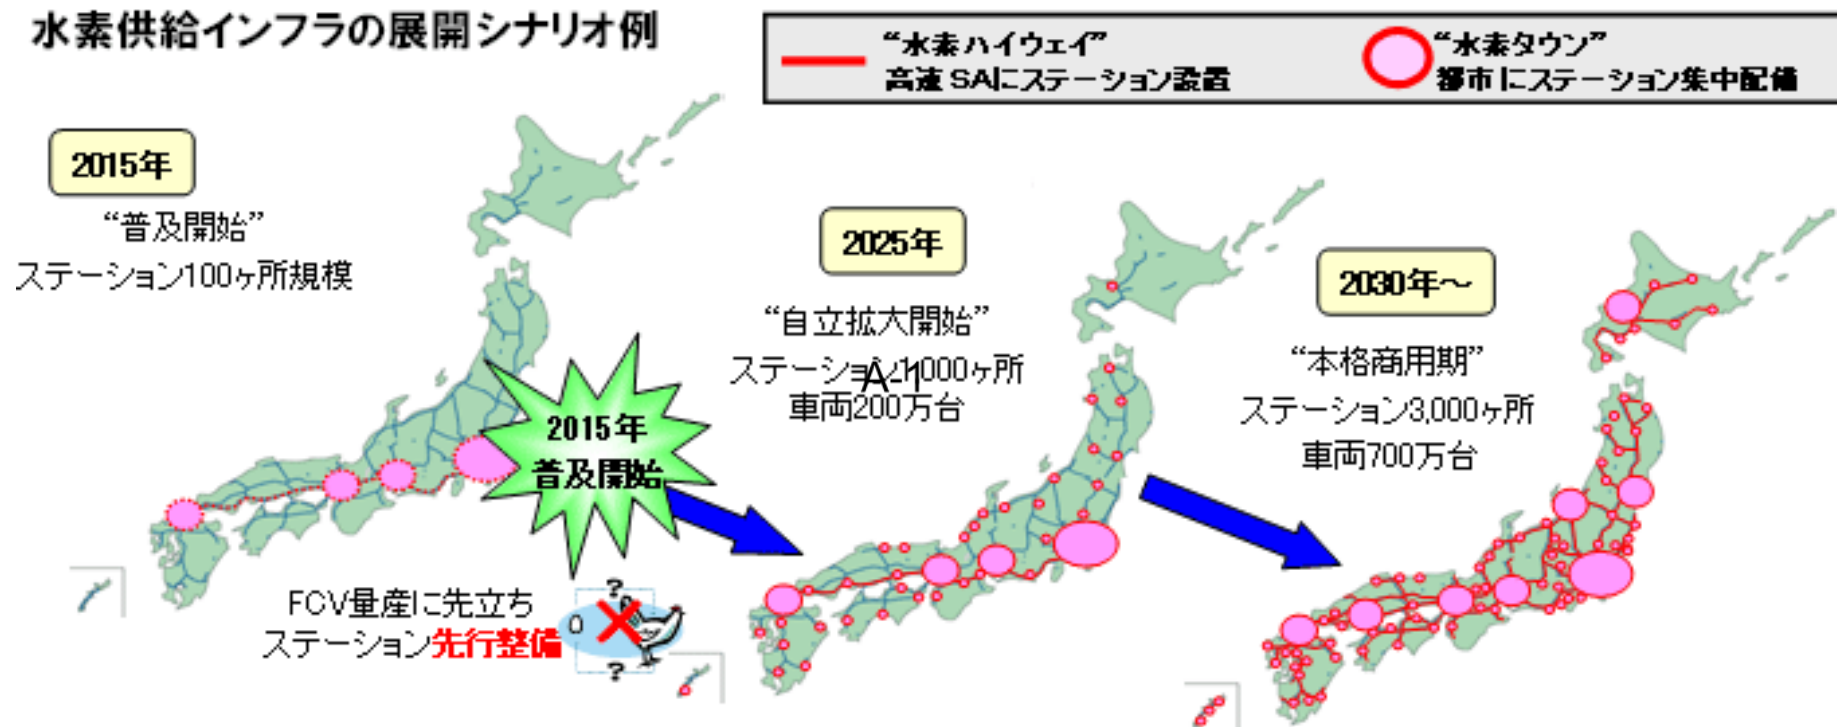 水素供給インフラの展開シナリオ例
“水素ハイウェイ”
高速SAにステーション設置
“水素タウン”
都市にステーション集中配備
2015年
“普及開始”
ステーション100ヶ所規模
2015年
普及開始
FCV量産に先立ち
ステーション先行整備
?
0
?
2025年
“自立拡大開始”
ステーション1000ヶ所
A-1
車両200万台
2030年～
“本格商用期”
ステーション3,000ヶ所
車両700万台